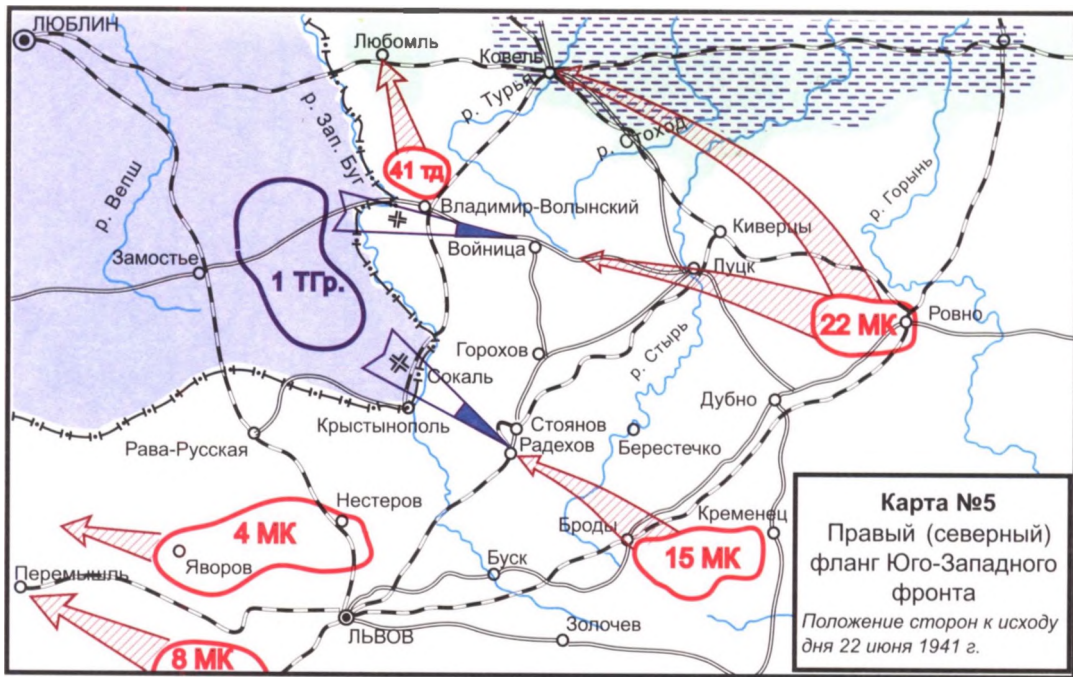 ЛЮБЛИН
Любомль
Ковель
р. Турья
р. Стоход
р. Зап. Буг
р. Вепш
41 тд
Владимир-Волынский
р. Горынь
Киверцы
Войница
Замостье
Луцк
1 ТГр.
22 МК
Ровно
Горохов
р. Стырь
Сокаль
Дубно
Крыстынополь
Стоянов
Рава-Русская
Радехов
Берестечко
Нестеров
4 МК
Яворов
Броды
Кременец
15 МК
Буск
Перемышль
ЛЬВОВ
Золочев
8 МК
Карта №5
Правый (северный)
фланг Юго-Западного
фронта
Положение сторон к исходу
дня 22 июня 1941 г.